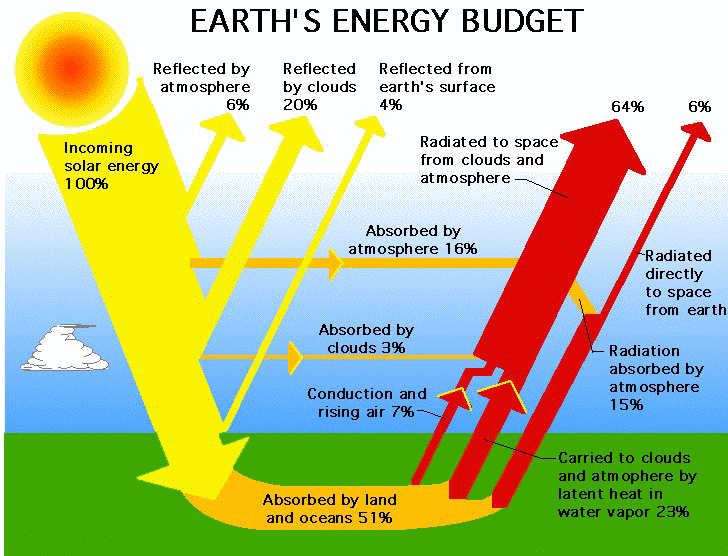 EARTH'S ENERGY BUDGET
Reflected by
atmosphere
6%
Reflected
by clouds
20%
Reflected from
earth's surface
4%
64%
6%
Incoming
solar energy
100%
Radiated to space
from clouds and
atmosphere
Absorbed by
atmosphere 16%
Radiated
directly
to space
from earth
Absorbed by
clouds 3%
Radiation
absorbed by
atmosphere
15%
Conduction and
rising air 7%
Carried to clouds
and atmophere by
latent heat in
water vapor 23%
Absorbed by land
and oceans 51%